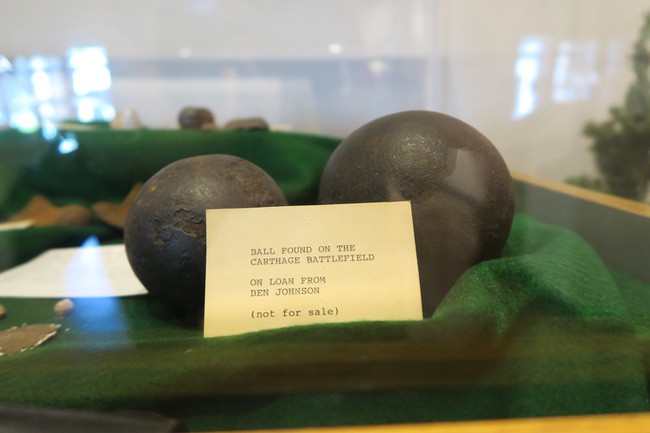 BALL FOUND ON THE
CARTHAGE BATTLEFIELD
ON LOAN FROM
BEN JOHNSON
(not for sale)